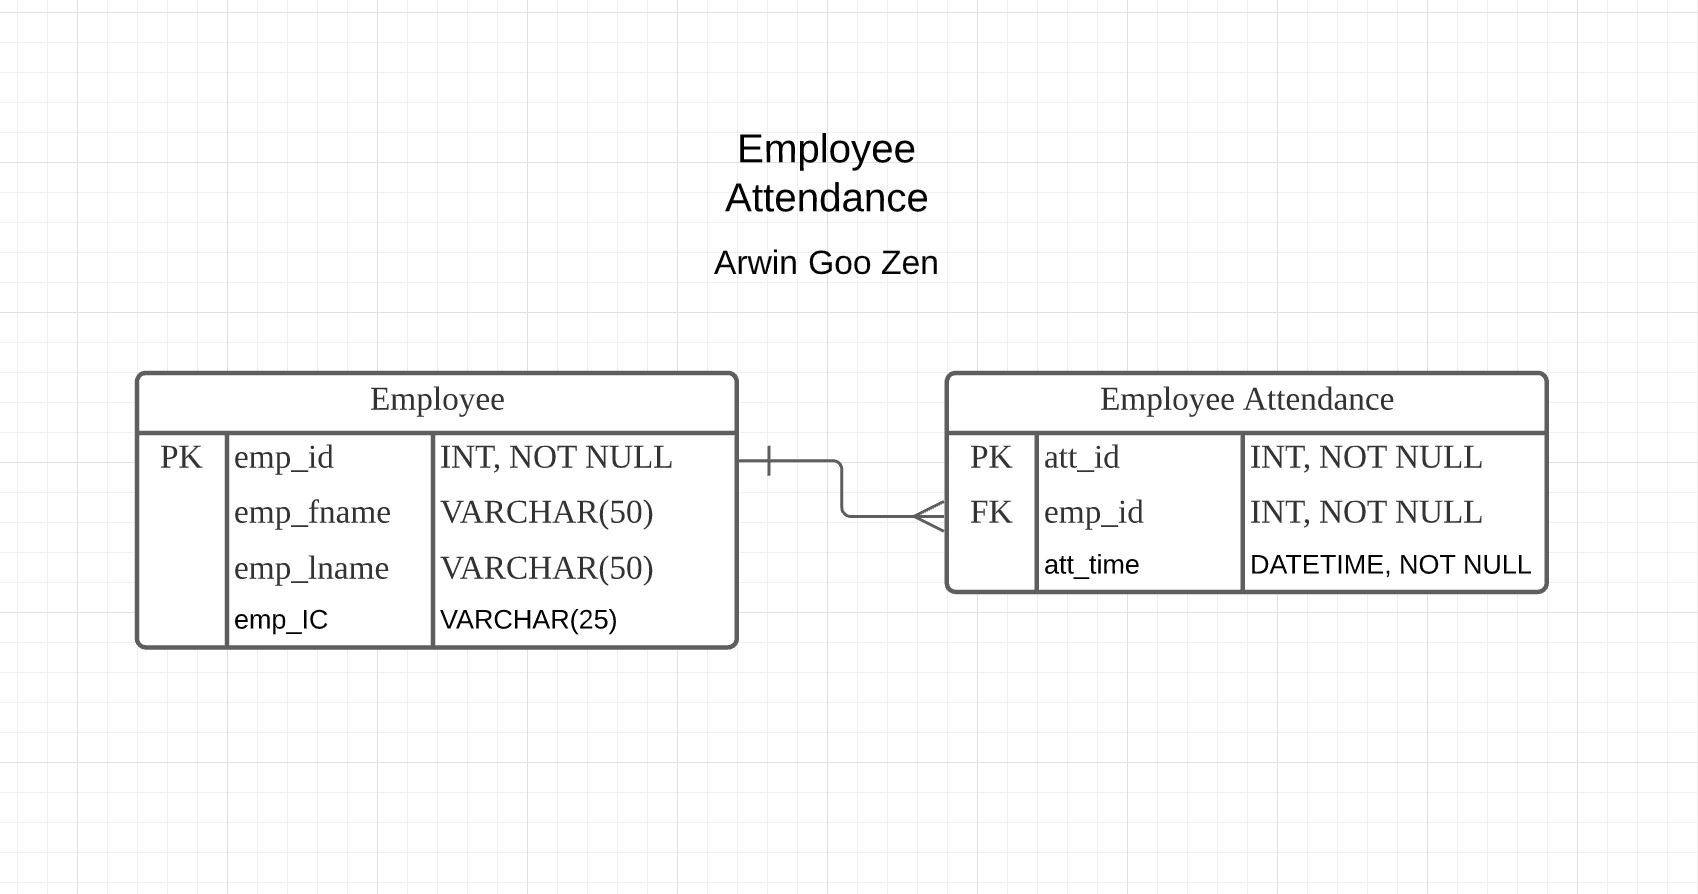 Employee
Attendance
Arwin Goo Zen
Employee
PK emp_id INT, NOT NULL
emp_fname VARCHAR(50)
emp_lname VARCHAR(50)
emp_IC VARCHAR(25)
Employee Attendance
PK att_id INT, NOT NULL
FK emp_id INT, NOT NULL
att_time DATETIME, NOT NULL